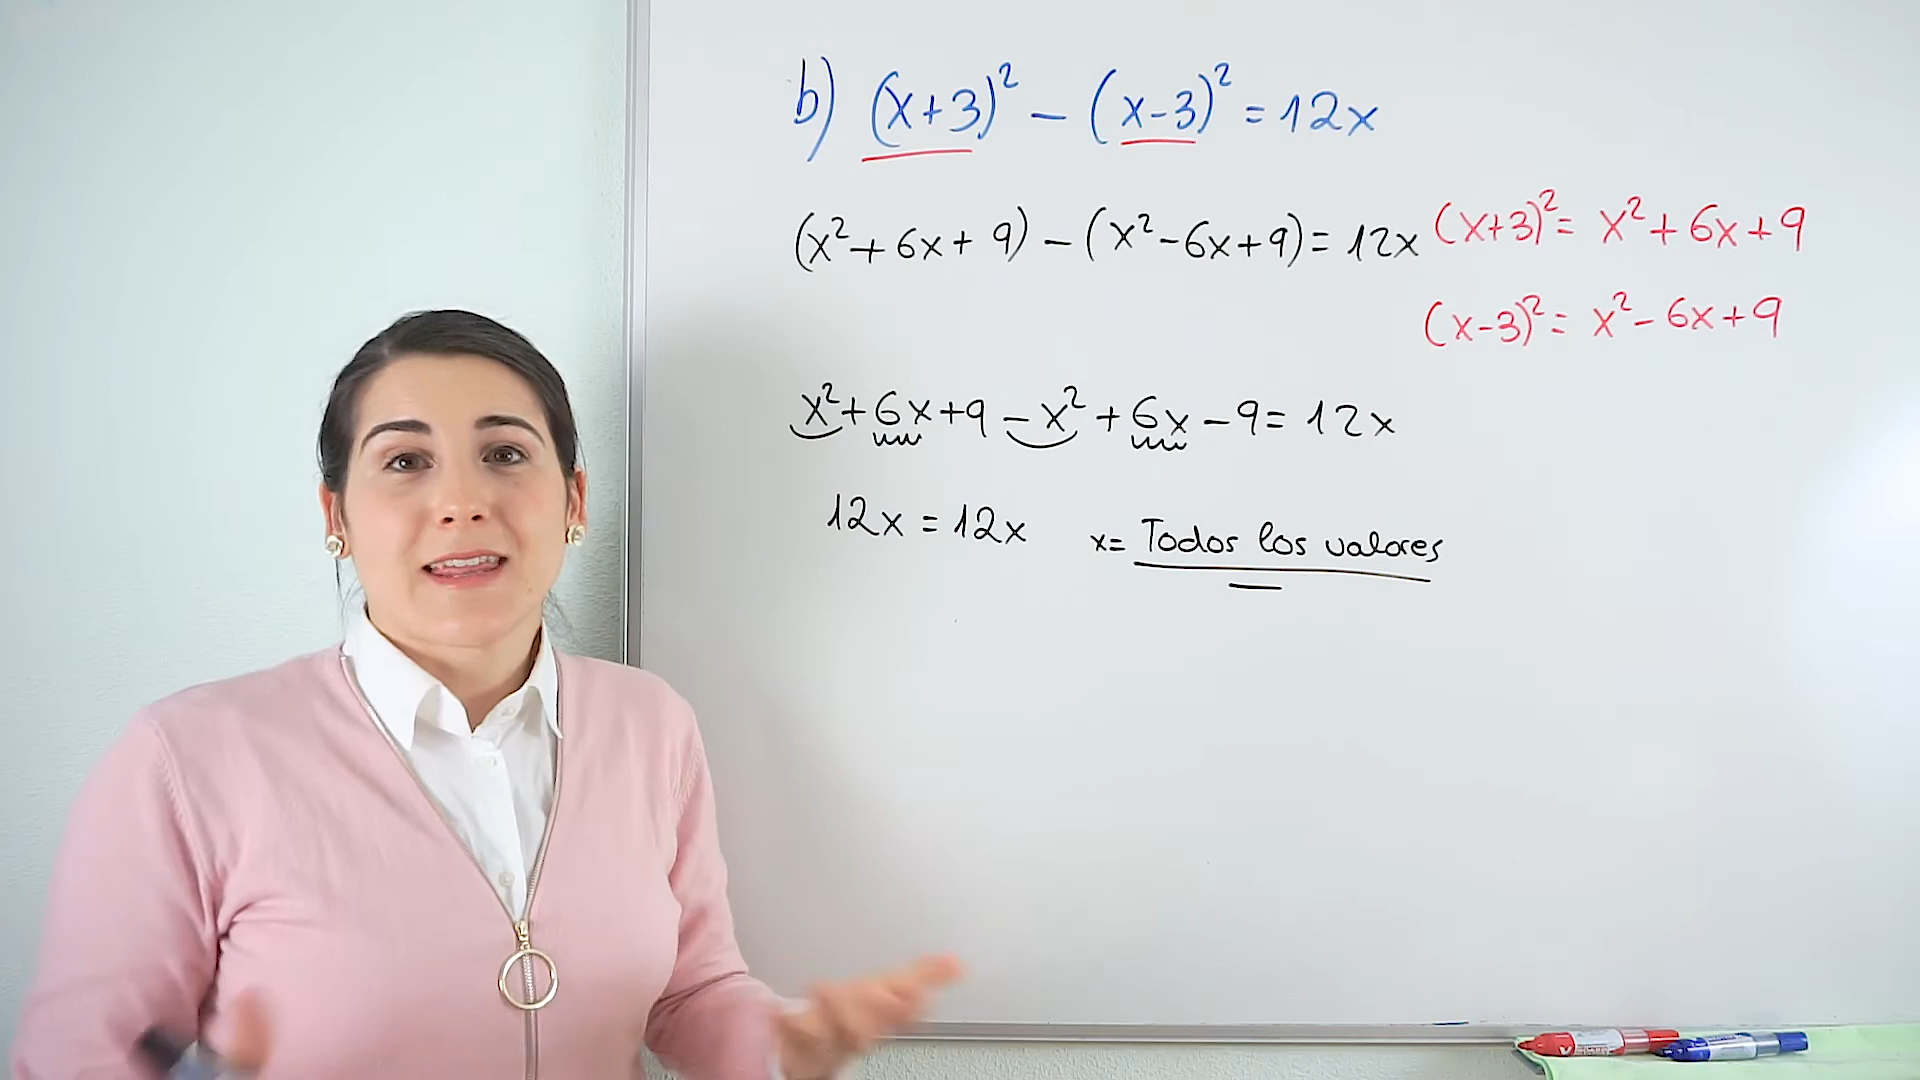 b) (x+3)² - (x-3)² = 12x
(x²+6x+9) - (x²-6x+9) = 12x
(x+3)² = x²+6x+9
(x-3)² = x²-6x+9
x²+6x+9-x²+6x-9 = 12x
12x = 12x
x = Todos los valores